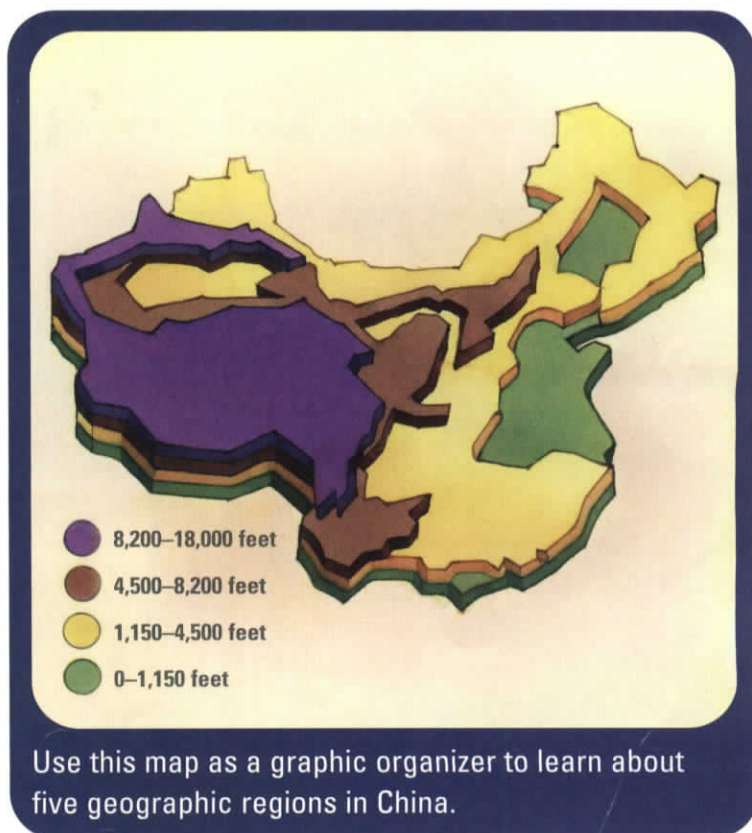 8,200–18,000 feet
4,500–8,200 feet
1,150–4,500 feet
0–1,150 feet
Use this map as a graphic organizer to learn about
five geographic regions in China.